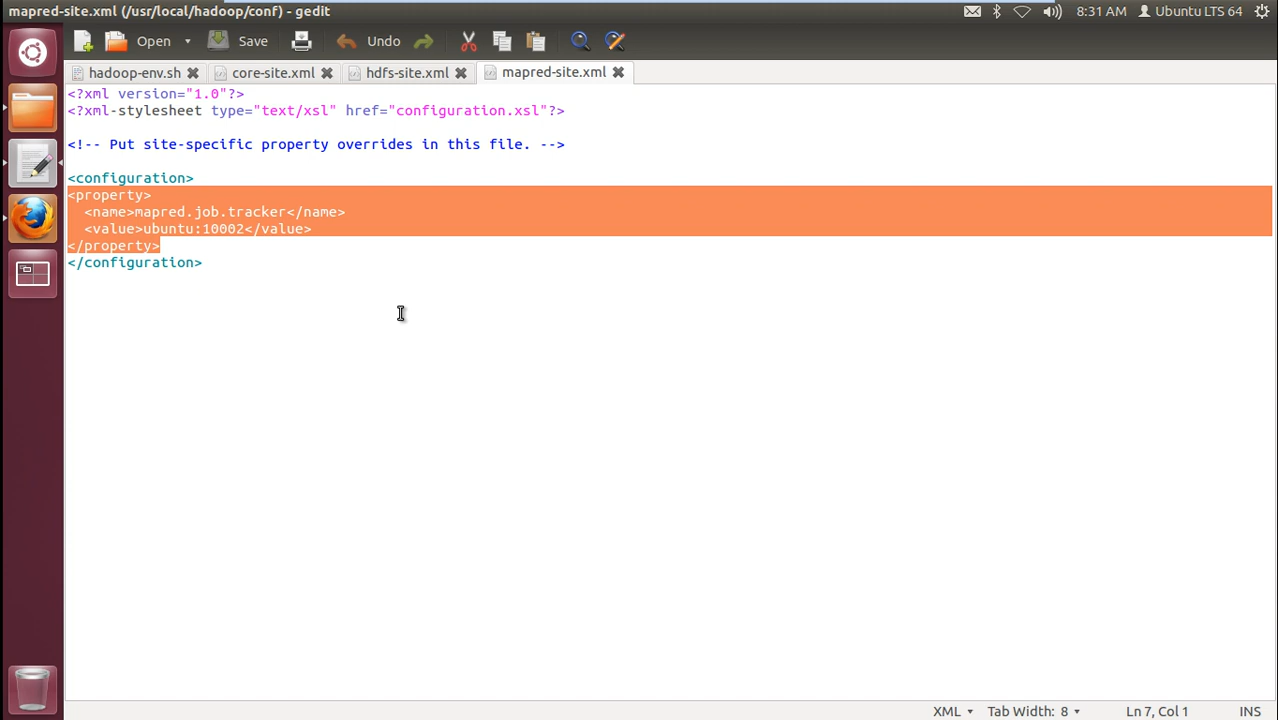 mapred-site.xml (/usr/local/hadoop/conf) - gedit
8:31 AM
Ubuntu LTS 64
Open
Save
Undo
hadoop-env.sh
core-site.xml
hdfs-site.xml
mapred-site.xml
<?xml version="1.0"?>
<?xml-stylesheet type="text/xsl" href="configuration.xsl"?>
<!-- Put site-specific property overrides in this file. -->
<configuration>
<property>
  <name>mapred.job.tracker</name>
  <value>ubuntu:10002</value>
</property>
</configuration>
XML
Tab Width: 8
Ln 7, Col 1
INS